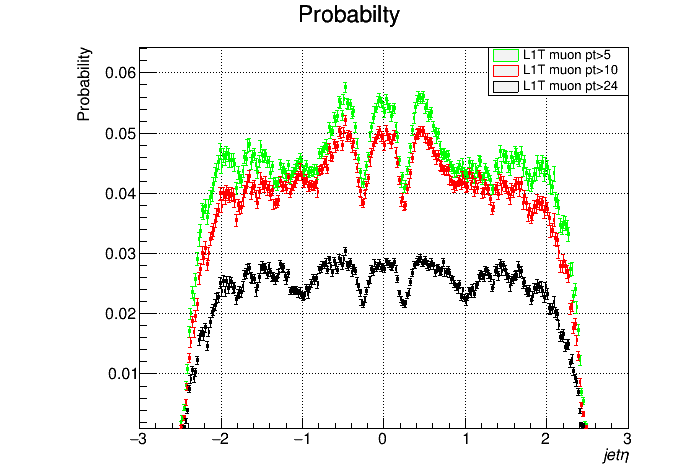 Probabilty
Probability
L1T muon pt>5
L1T muon pt>10
L1T muon pt>24
0.06
0.05
0.04
0.03
0.02
0.01
−3 −2 −1 0 1 2 3
jetη